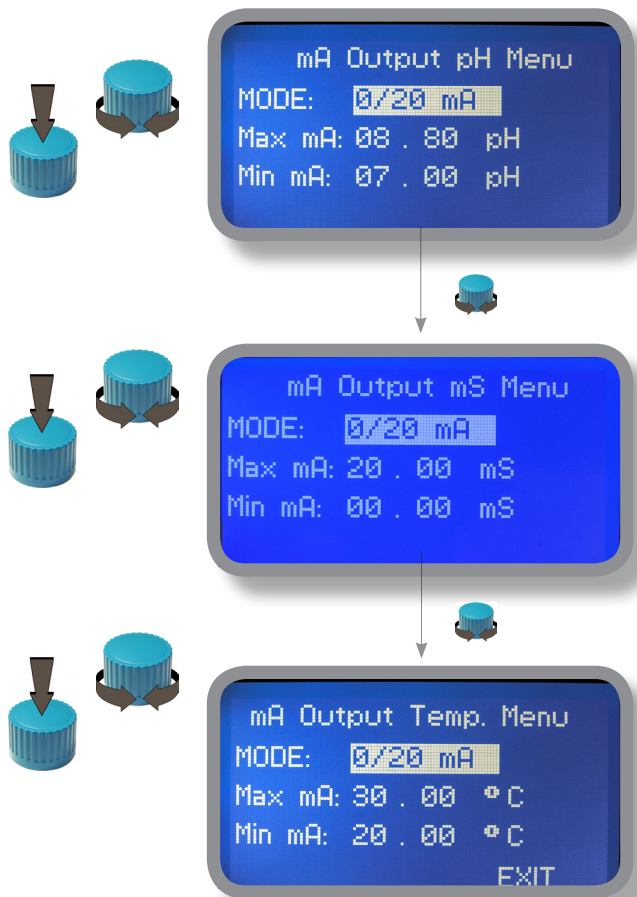 mA Output pH Menu
MODE: 0/20 mA
Max mA: 08 . 80 pH
Min mA: 07 . 00 pH
mA Output mS Menu
MODE: 0/20 mA
Max mA: 20 . 00 mS
Min mA: 00 . 00 mS
mA Output Temp. Menu
MODE: 0/20 mA
Max mA: 30 . 00 °C
Min mA: 20 . 00 °C
EXIT